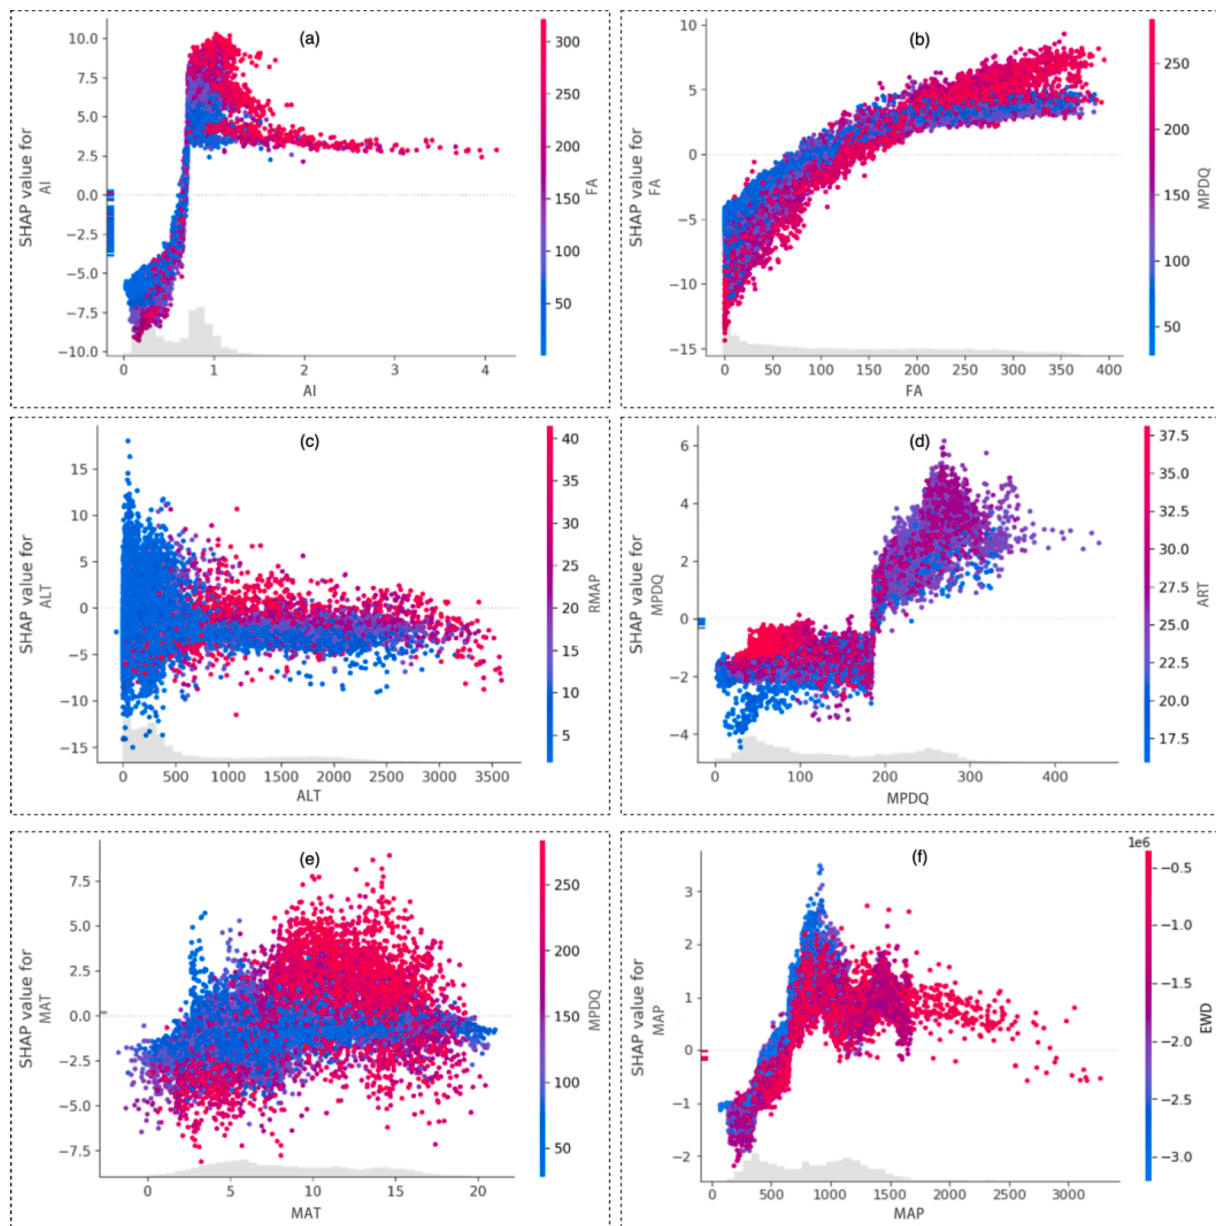 (a)
10.0
7.5
5.0
2.5
0.0
−2.5
−5.0
−7.5
−10.0
SHAP value for
AI
0 1 2 3 4
AI
300
250
200
150
100
50
FA
(b)
10
5
0
−5
−10
−15
SHAP value for
FA
0 50 100 150 200 250 300 350 400
FA
250
200
150
100
50
MPDQ
(c)
15
10
5
0
−5
−10
−15
SHAP value for
ALT
0 500 1000 1500 2000 2500 3000 3500
ALT
40
35
30
25
20
15
10
5
RMAP
(d)
6
4
2
0
−2
−4
SHAP value for
MPDQ
0 100 200 300 400
MPDQ
37.5
35.0
32.5
30.0
27.5
25.0
22.5
20.0
17.5
ART
(e)
7.5
5.0
2.5
0.0
−2.5
−5.0
−7.5
SHAP value for
MAT
0 5 10 15 20
MAT
250
200
150
100
50
MPDQ
(f)
3
2
1
0
−1
−2
SHAP value for
MAP
0 500 1000 1500 2000 2500 3000
MAP
1e6
−0.5
−1.0
−1.5
−2.0
−2.5
−3.0
EWD